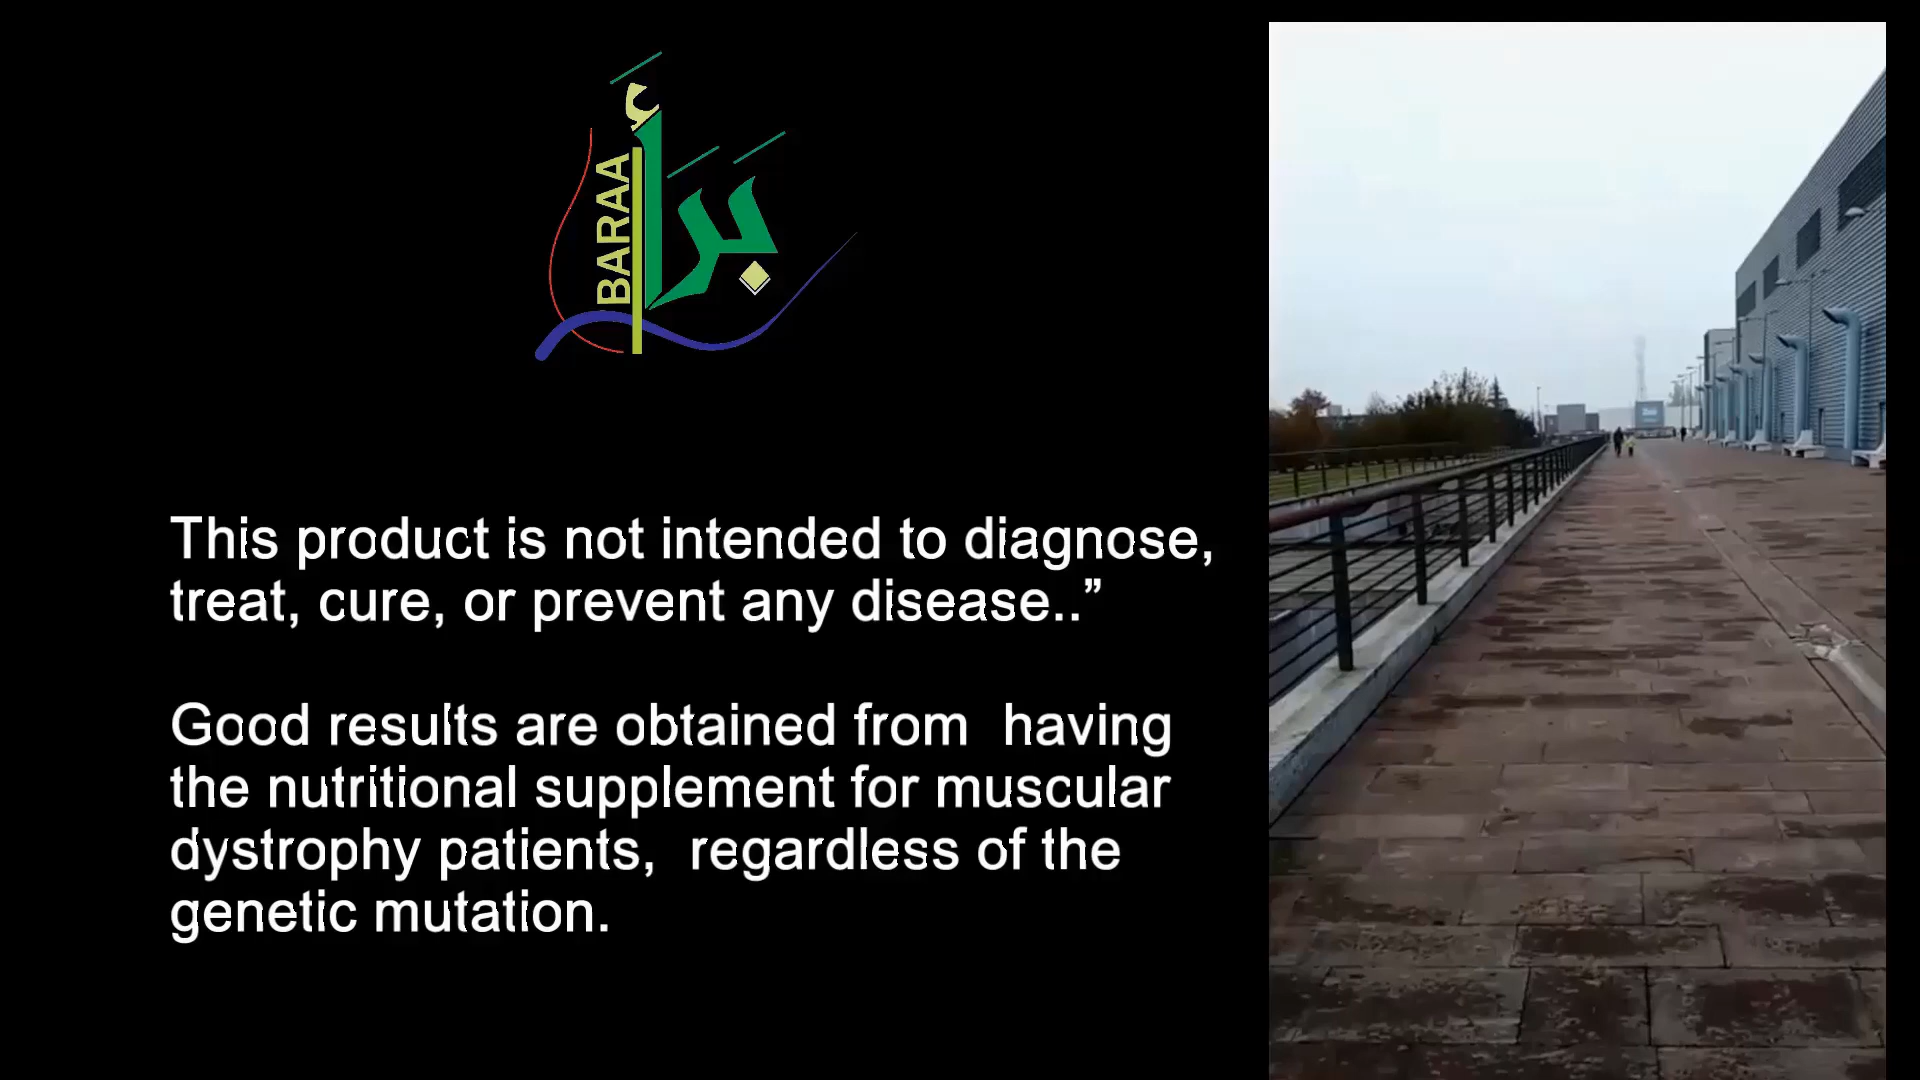 بَرَأَ
BARAA
This product is not intended to diagnose,
treat, cure, or prevent any disease..”
Good results are obtained from  having
the nutritional supplement for muscular
dystrophy patients,  regardless of the
genetic mutation.